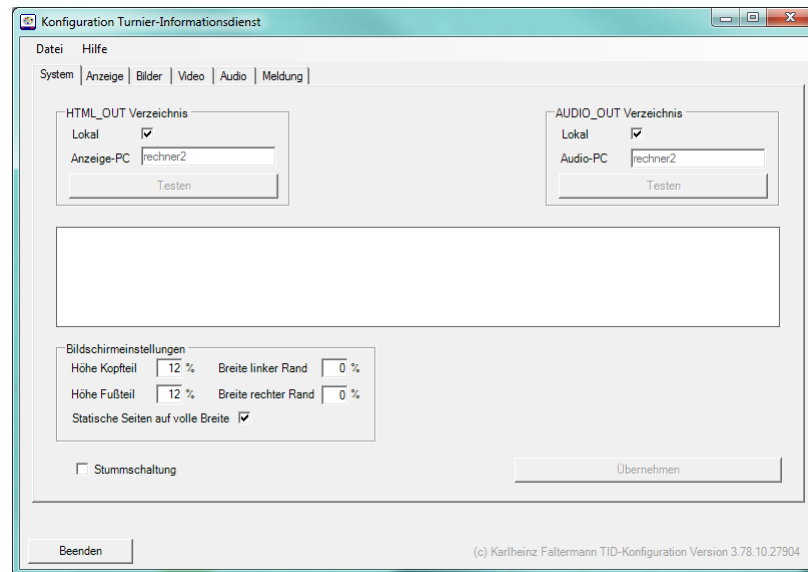 Konfiguration Turnier-Informationsdienst
Datei Hilfe
System Anzeige Bilder Video Audio Meldung
HTML_OUT Verzeichnis
Lokal
Anzeige-PC rechner2
Testen
AUDIO_OUT Verzeichnis
Lokal
Audio-PC rechner2
Testen
Bildschirmeinstellungen
Höhe Kopfteil 12 % Breite linker Rand 0 %
Höhe Fußteil 12 % Breite rechter Rand 0 %
Statische Seiten auf volle Breite
Stummschaltung
Übernehmen
Beenden
(c) Karlheinz Faltermann TID-Konfiguration Version 3.78.10.27904